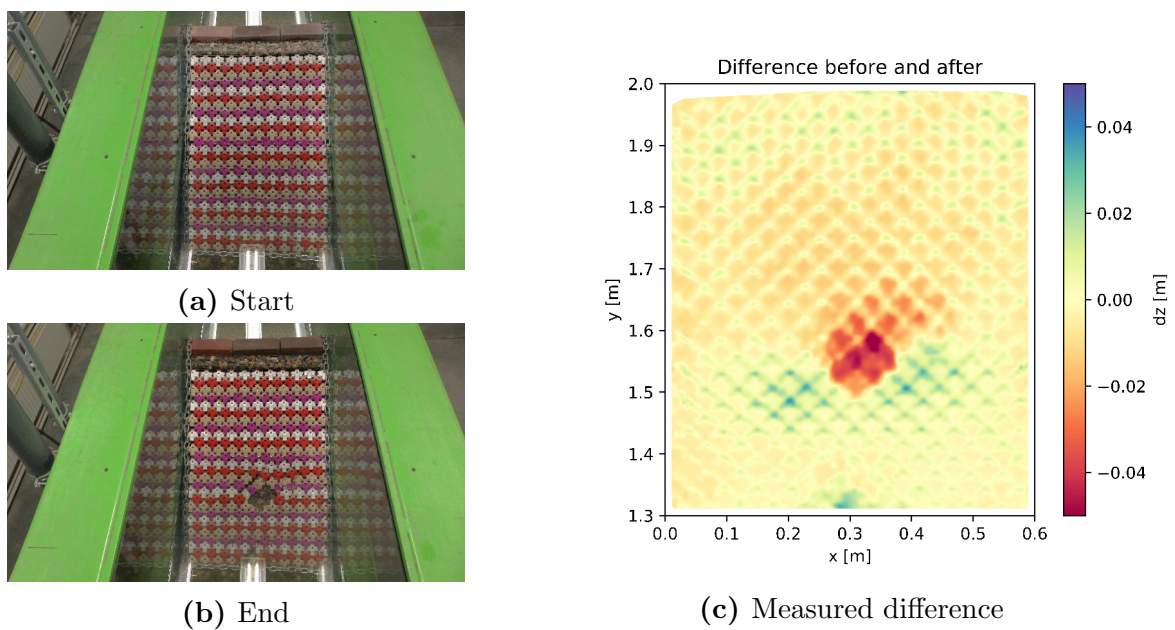 (a) Start
(b) End
Difference before and after
2.0
1.9
1.8
1.7
1.6
1.5
1.4
1.3
y [m]
0.0
0.1
0.2
0.3
0.4
0.5
0.6
x [m]
0.04
0.02
0.00
−0.02
−0.04
dz [m]
(c) Measured difference